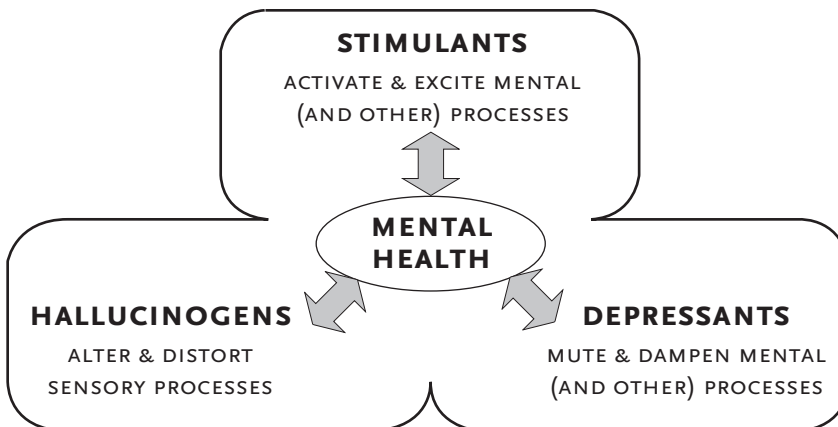 STIMULANTS
ACTIVATE & EXCITE MENTAL
(AND OTHER) PROCESSES
MENTAL
HEALTH
HALLUCINOGENS
ALTER & DISTORT
SENSORY PROCESSES
DEPRESSANTS
MUTE & DAMPEN MENTAL
(AND OTHER) PROCESSES